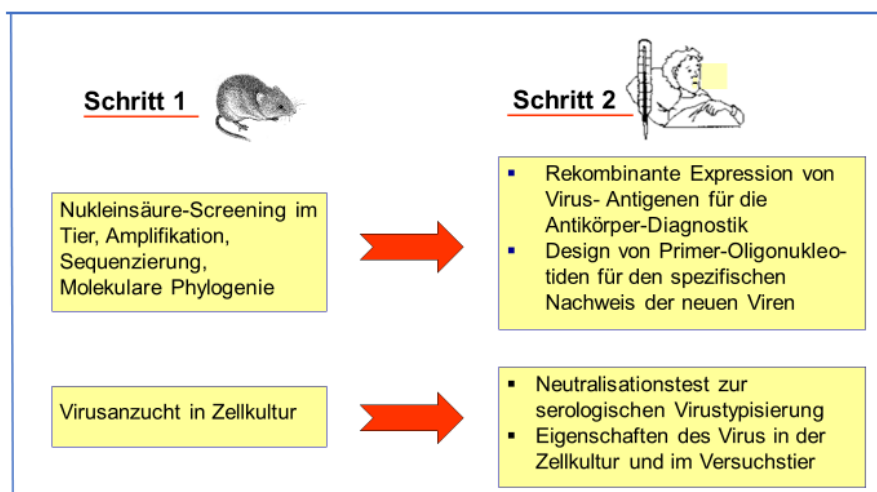 Schritt 1
Schritt 2
Nukleinsäure-Screening im
Tier, Amplifikation,
Sequenzierung,
Molekulare Phylogenie
▪ Rekombinante Expression von
Virus- Antigenen für die
Antikörper-Diagnostik
▪ Design von Primer-Oligonukleo-
tiden für den spezifischen
Nachweis der neuen Viren
Virusanzucht in Zellkultur
▪ Neutralisationstest zur
serologischen Virustypisierung
▪ Eigenschaften des Virus in der
Zellkultur und im Versuchstier